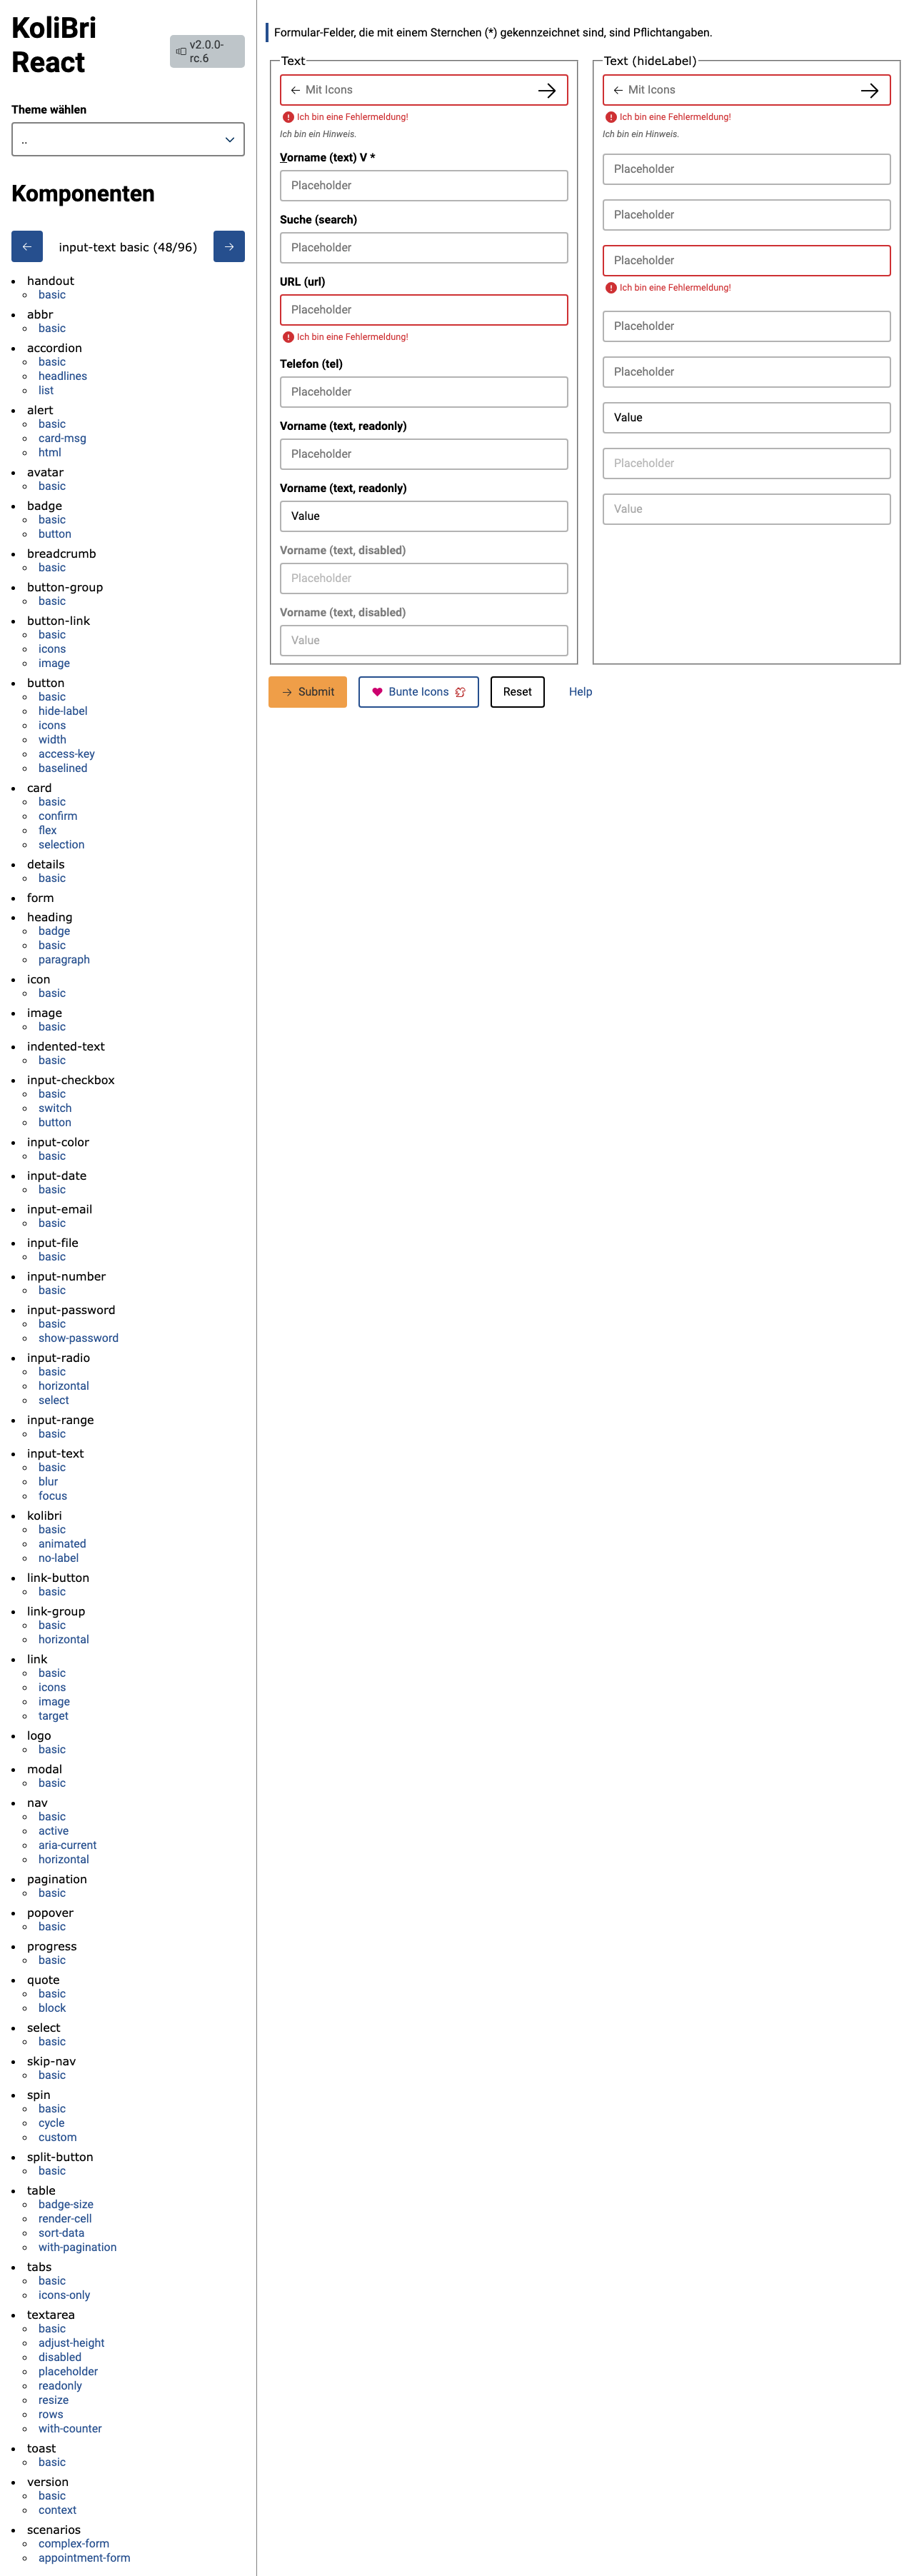 KoliBri
React
v2.0.0-
rc.6
Theme wählen
..
Komponenten
input-text basic (48/96)
handout
basic
abbr
basic
accordion
basic
headlines
list
alert
basic
card-msg
html
avatar
basic
badge
basic
button
breadcrumb
basic
button-group
basic
button-link
basic
icons
image
button
basic
hide-label
icons
width
access-key
baselined
card
basic
confirm
flex
selection
details
basic
form
heading
badge
basic
paragraph
icon
basic
image
basic
indented-text
basic
input-checkbox
basic
switch
button
input-color
basic
input-date
basic
input-email
basic
input-file
basic
input-number
basic
input-password
basic
show-password
input-radio
basic
horizontal
select
input-range
basic
input-text
basic
blur
focus
kolibri
basic
animated
no-label
link-button
basic
link-group
basic
horizontal
link
basic
icons
image
target
logo
basic
modal
basic
nav
basic
active
aria-current
horizontal
pagination
basic
popover
basic
progress
basic
quote
basic
block
select
basic
skip-nav
basic
spin
basic
cycle
custom
split-button
basic
table
badge-size
render-cell
sort-data
with-pagination
tabs
basic
icons-only
textarea
basic
adjust-height
disabled
placeholder
readonly
resize
rows
with-counter
toast
basic
version
basic
context
scenarios
complex-form
appointment-form
Formular-Felder, die mit einem Sternchen (*) gekennzeichnet sind, sind Pflichtangaben.
Text
Mit Icons
Ich bin eine Fehlermeldung!
Ich bin ein Hinweis.
Vorname (text) V *
Placeholder
Suche (search)
Placeholder
URL (url)
Placeholder
Ich bin eine Fehlermeldung!
Telefon (tel)
Placeholder
Vorname (text, readonly)
Placeholder
Vorname (text, readonly)
Value
Vorname (text, disabled)
Placeholder
Vorname (text, disabled)
Value
Text (hideLabel)
Mit Icons
Ich bin eine Fehlermeldung!
Ich bin ein Hinweis.
Placeholder
Placeholder
Placeholder
Ich bin eine Fehlermeldung!
Placeholder
Placeholder
Value
Placeholder
Value
Submit
Bunte Icons
Reset
Help